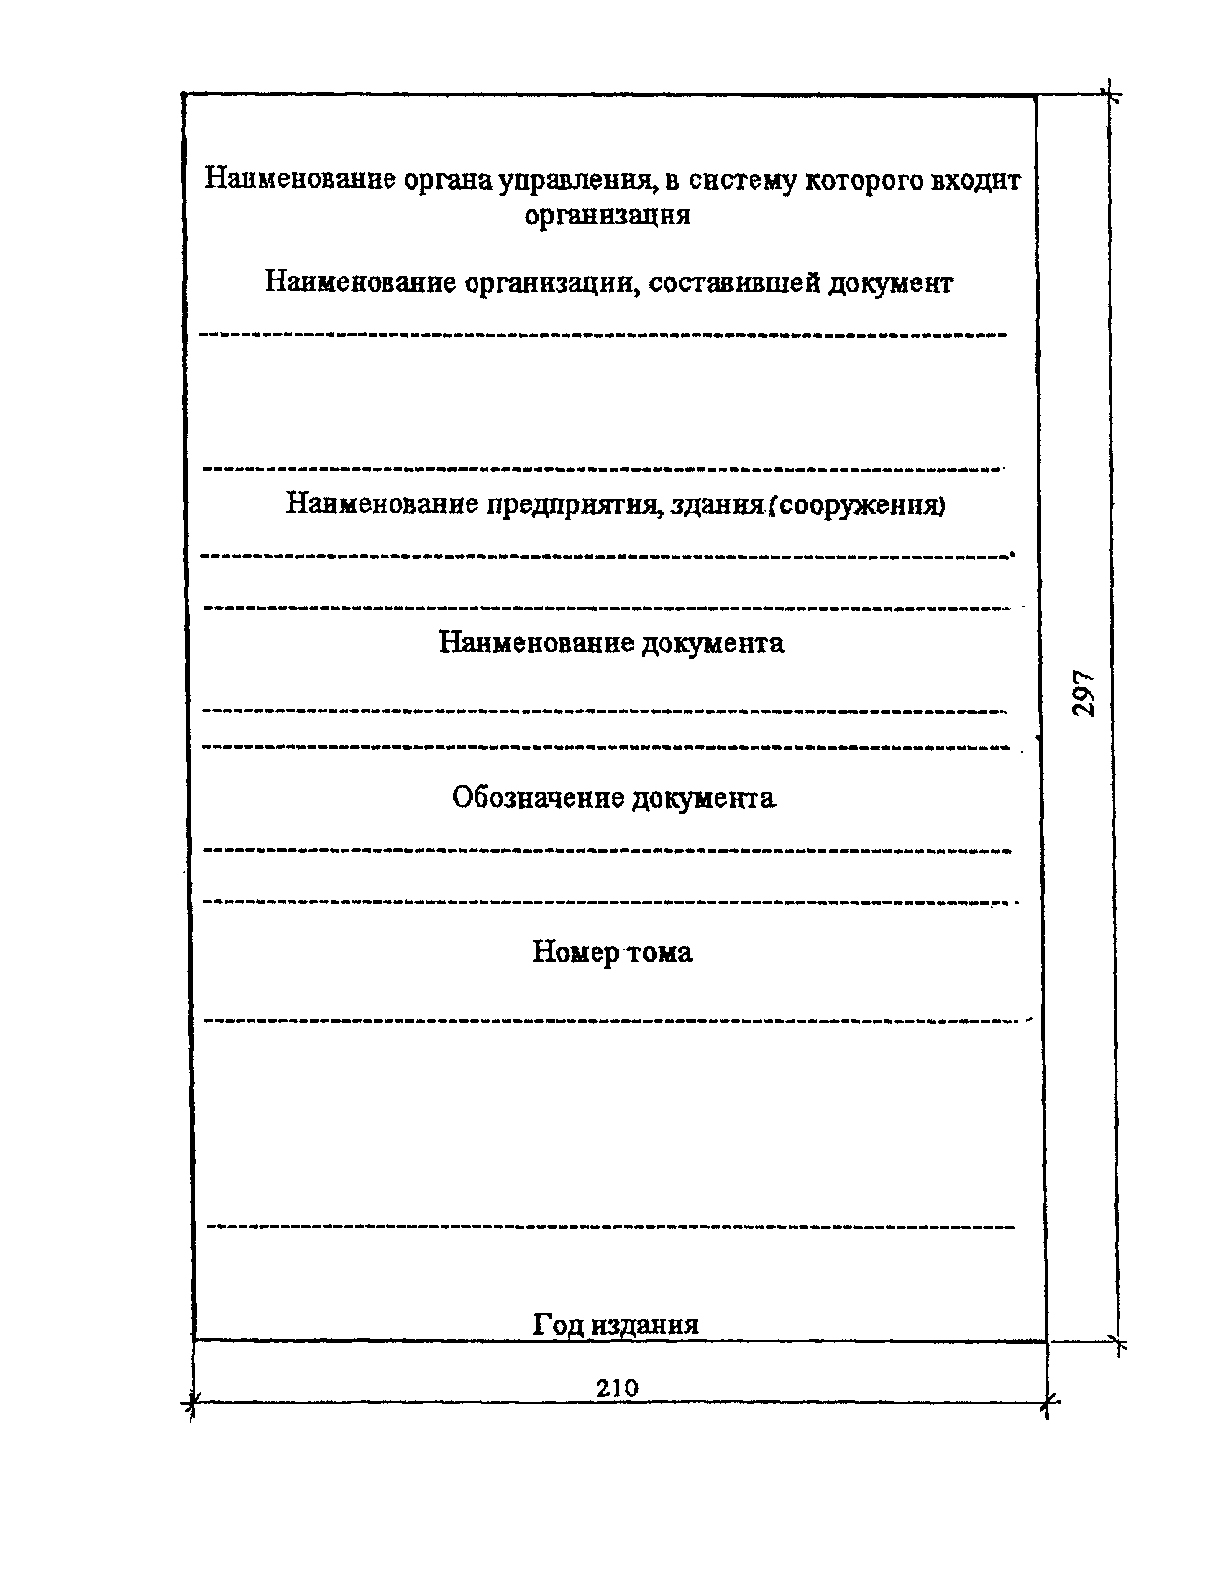 Наименование органа управления, в систему которого входит
организация
Наименование организации, составившей документ
Наименование предприятия, здания (сооружения)
Наименование документа
297
Обозначение документа
Номер тома
Год издания
210